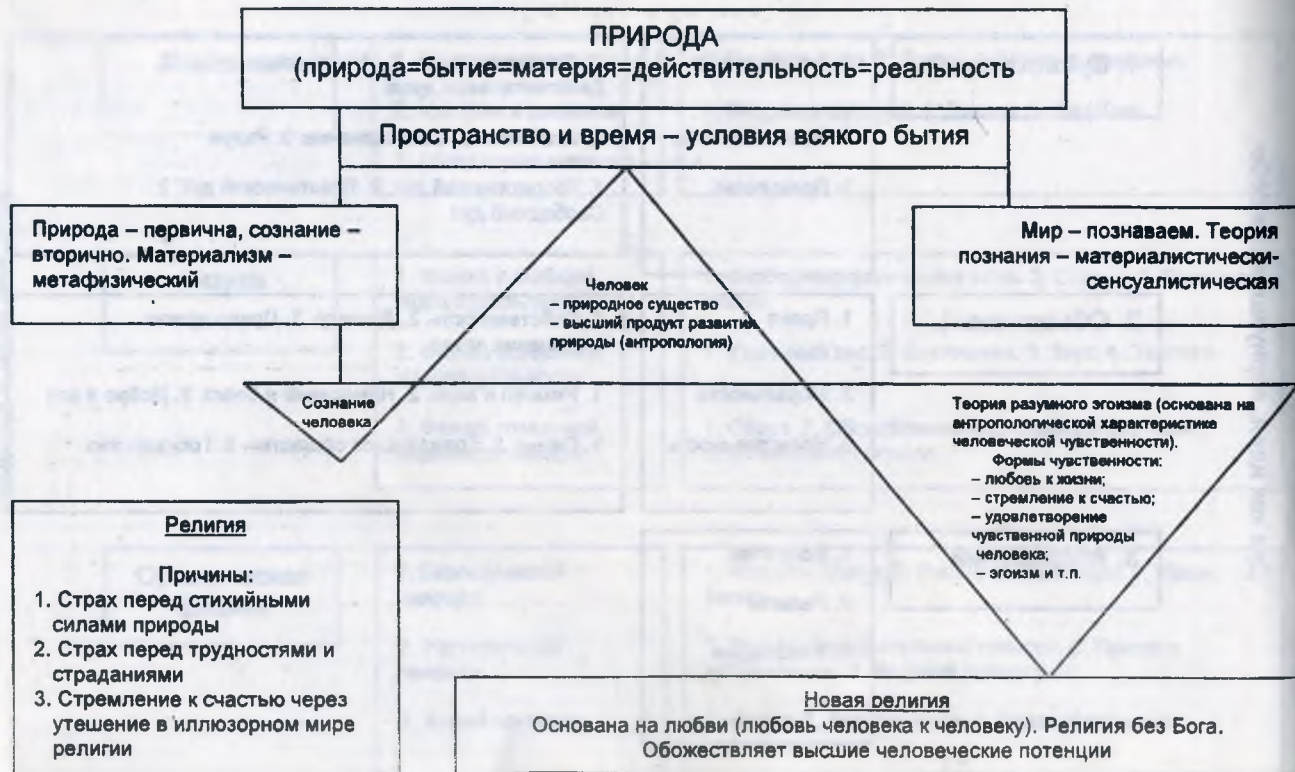 ПРИРОДА
(природа=бытие=материя=действительность=реальность
Пространство и время – условия всякого бытия
Природа – первична, сознание –
вторично. Материализм –
метафизический
Мир – познаваем. Теория
познания – материалистически-
сенсуалистическая
Человек
– природное существо
– высший продукт развития
природы (антропология)
Сознание
человека
Теория разумного эгоизма (основана на
антропологической характеристике
человеческой чувственности).
Формы чувственности:
– любовь к жизни;
– стремление к счастью;
– удовлетворение
чувственной природы
человека;
– эгоизм и т.п.
Религия
Причины:
1. Страх перед стихийными
силами природы
2. Страх перед трудностями и
страданиями
3. Стремление к счастью через
утешение в иллюзорном мире
религии
Новая религия
Основана на любви (любовь человека к человеку). Религия без Бога.
Обожествляет высшие человеческие потенции